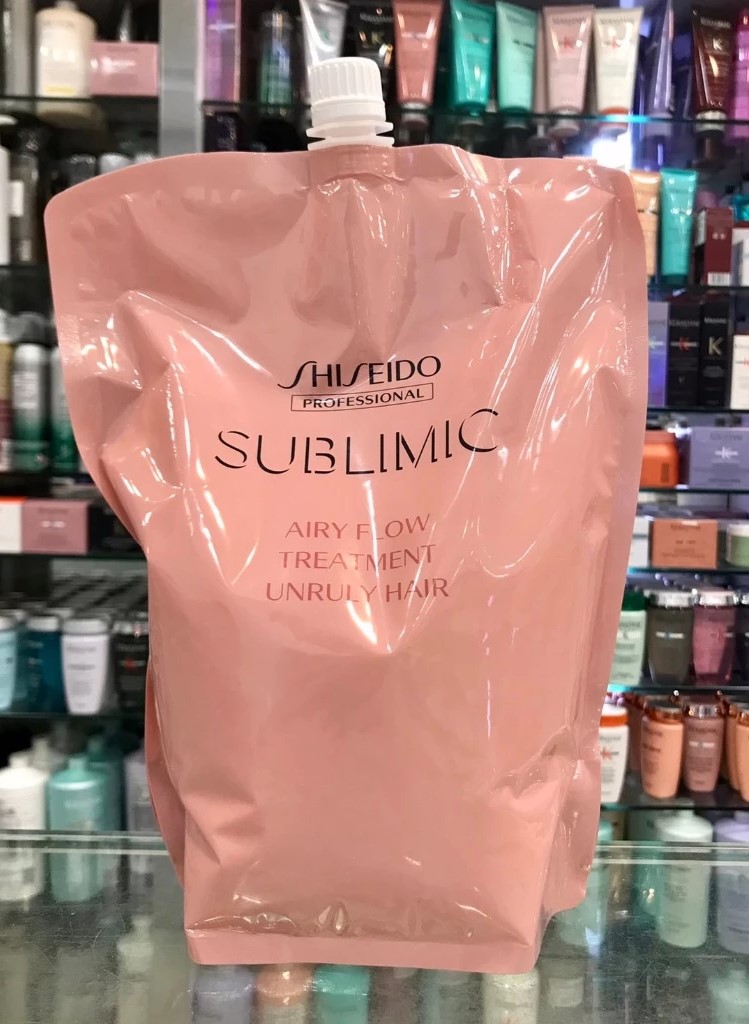 SHISEIDO
PROFESSIONAL
SUBLIMIC
AIRY FLOW
TREATMENT
UNRULY HAIR